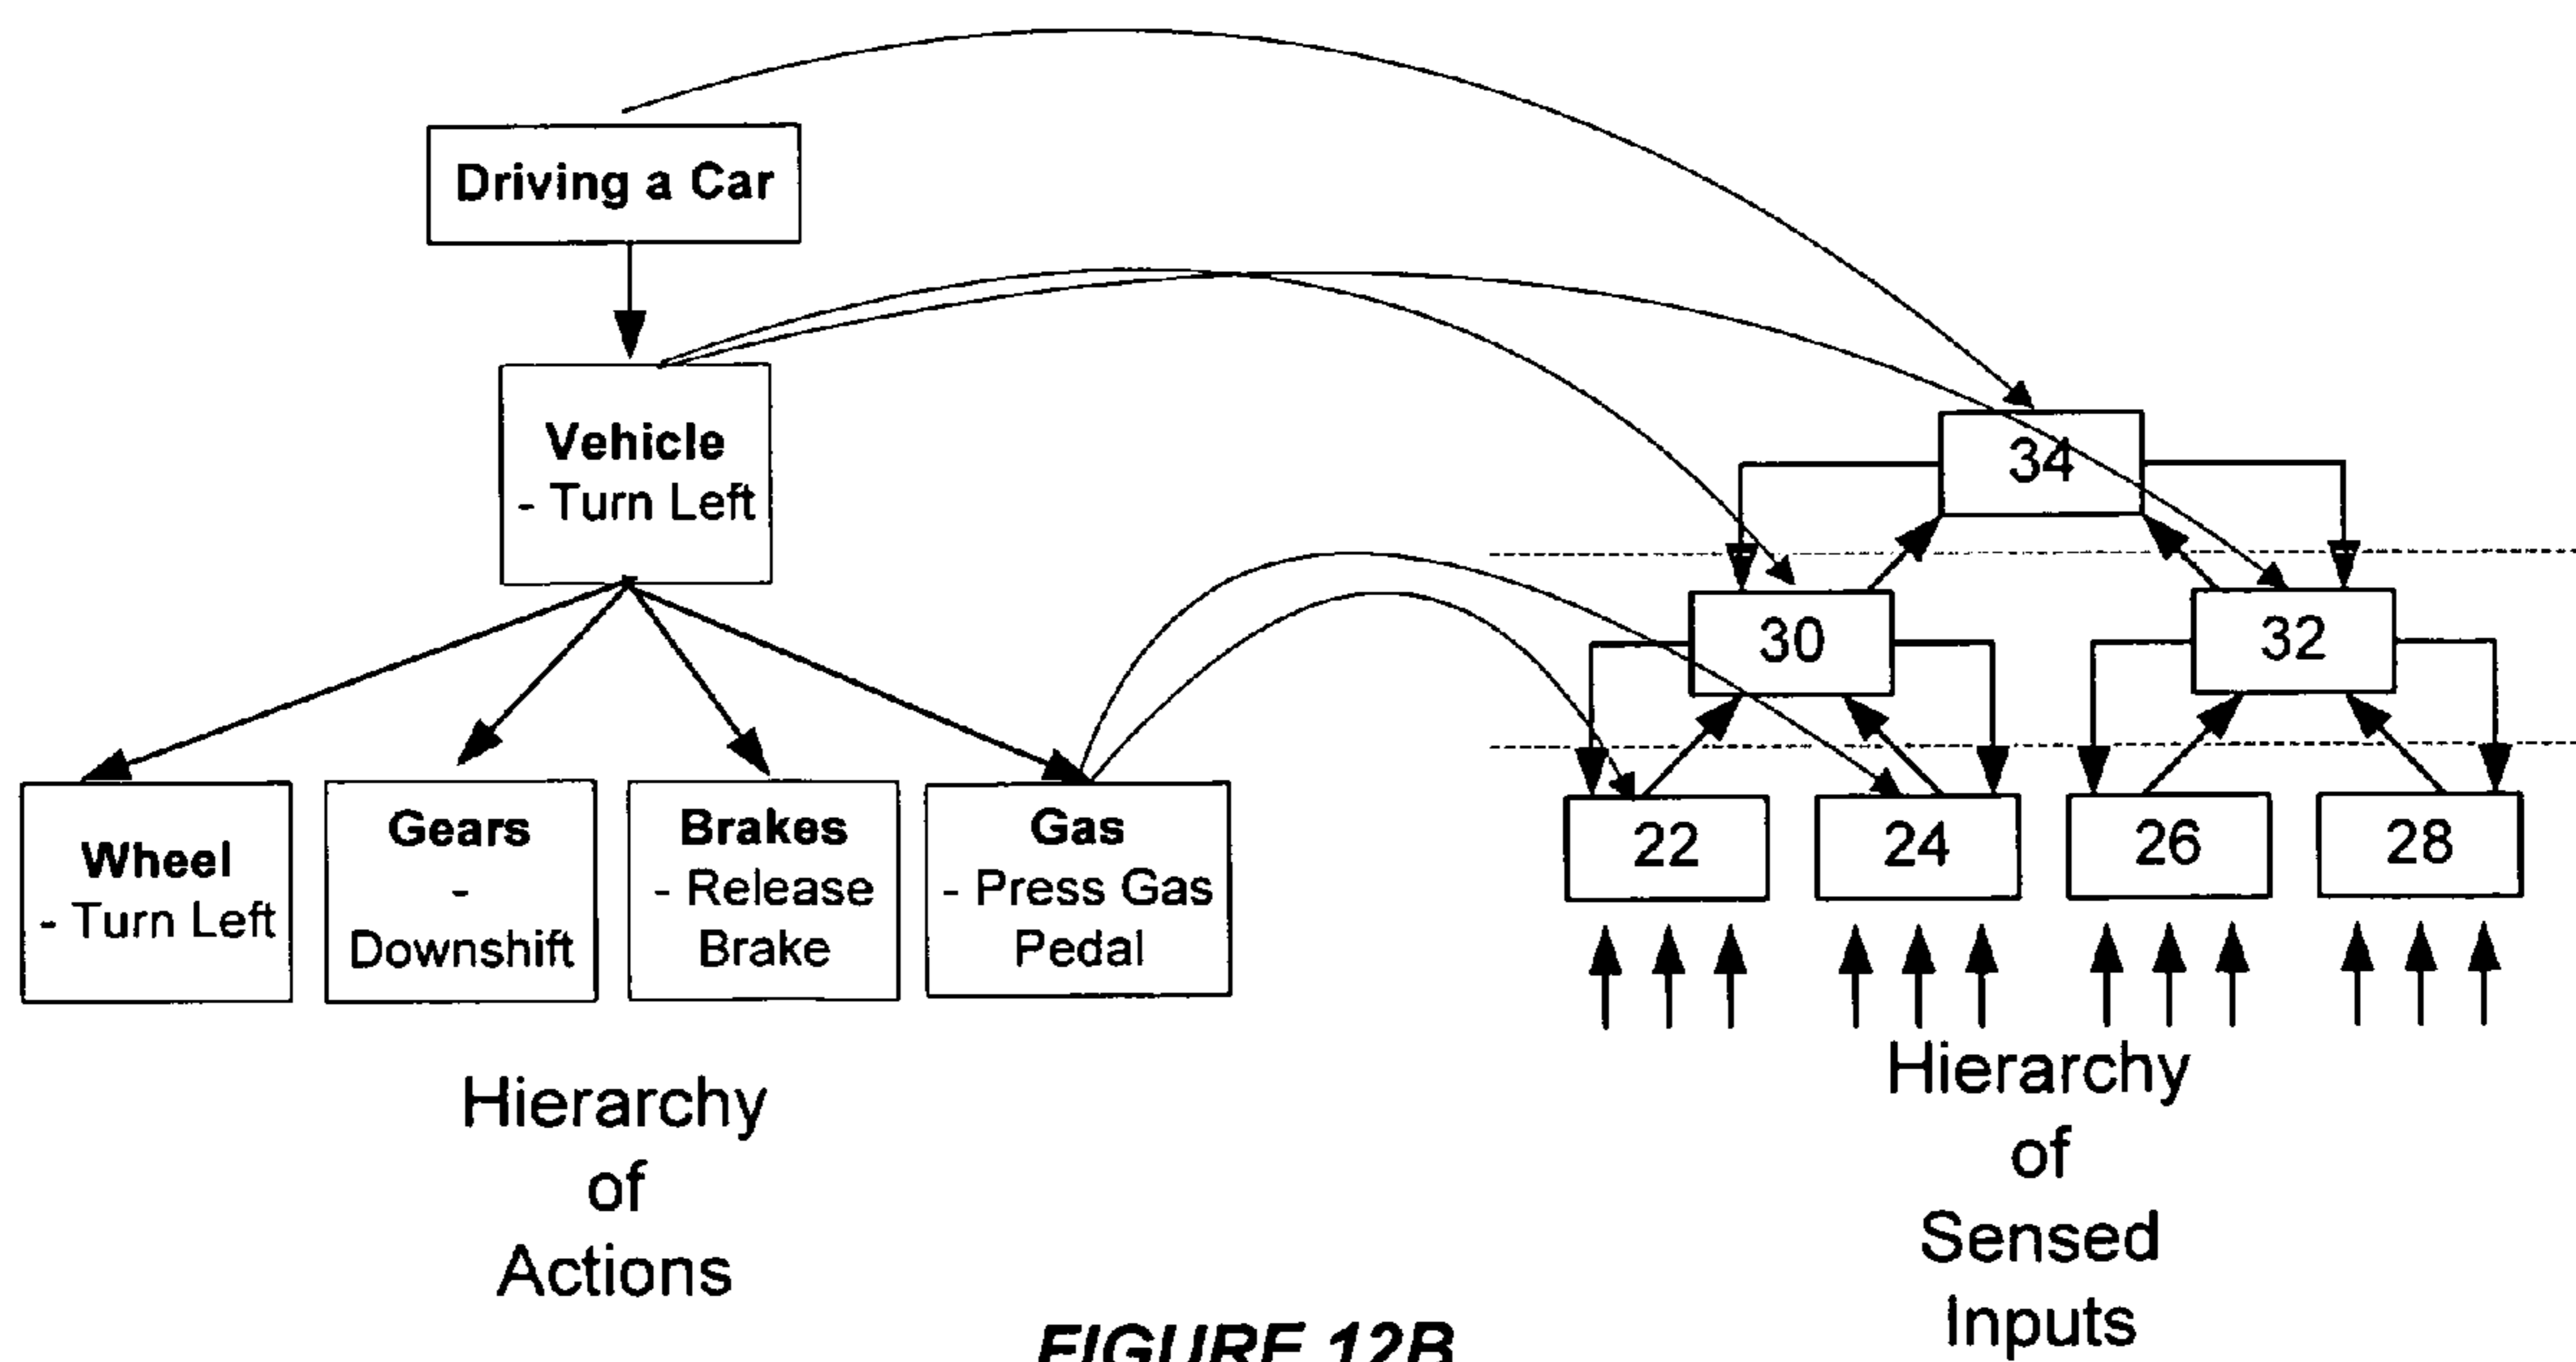 Driving a Car
Vehicle
- Turn Left
34
30
32
Wheel
- Turn Left
Gears
-
Downshift
Brakes
- Release
Brake
Gas
- Press Gas
Pedal
22
24
26
28
Hierarchy
of
Actions
Hierarchy
of
Sensed
Inputs
FIGURE 12B